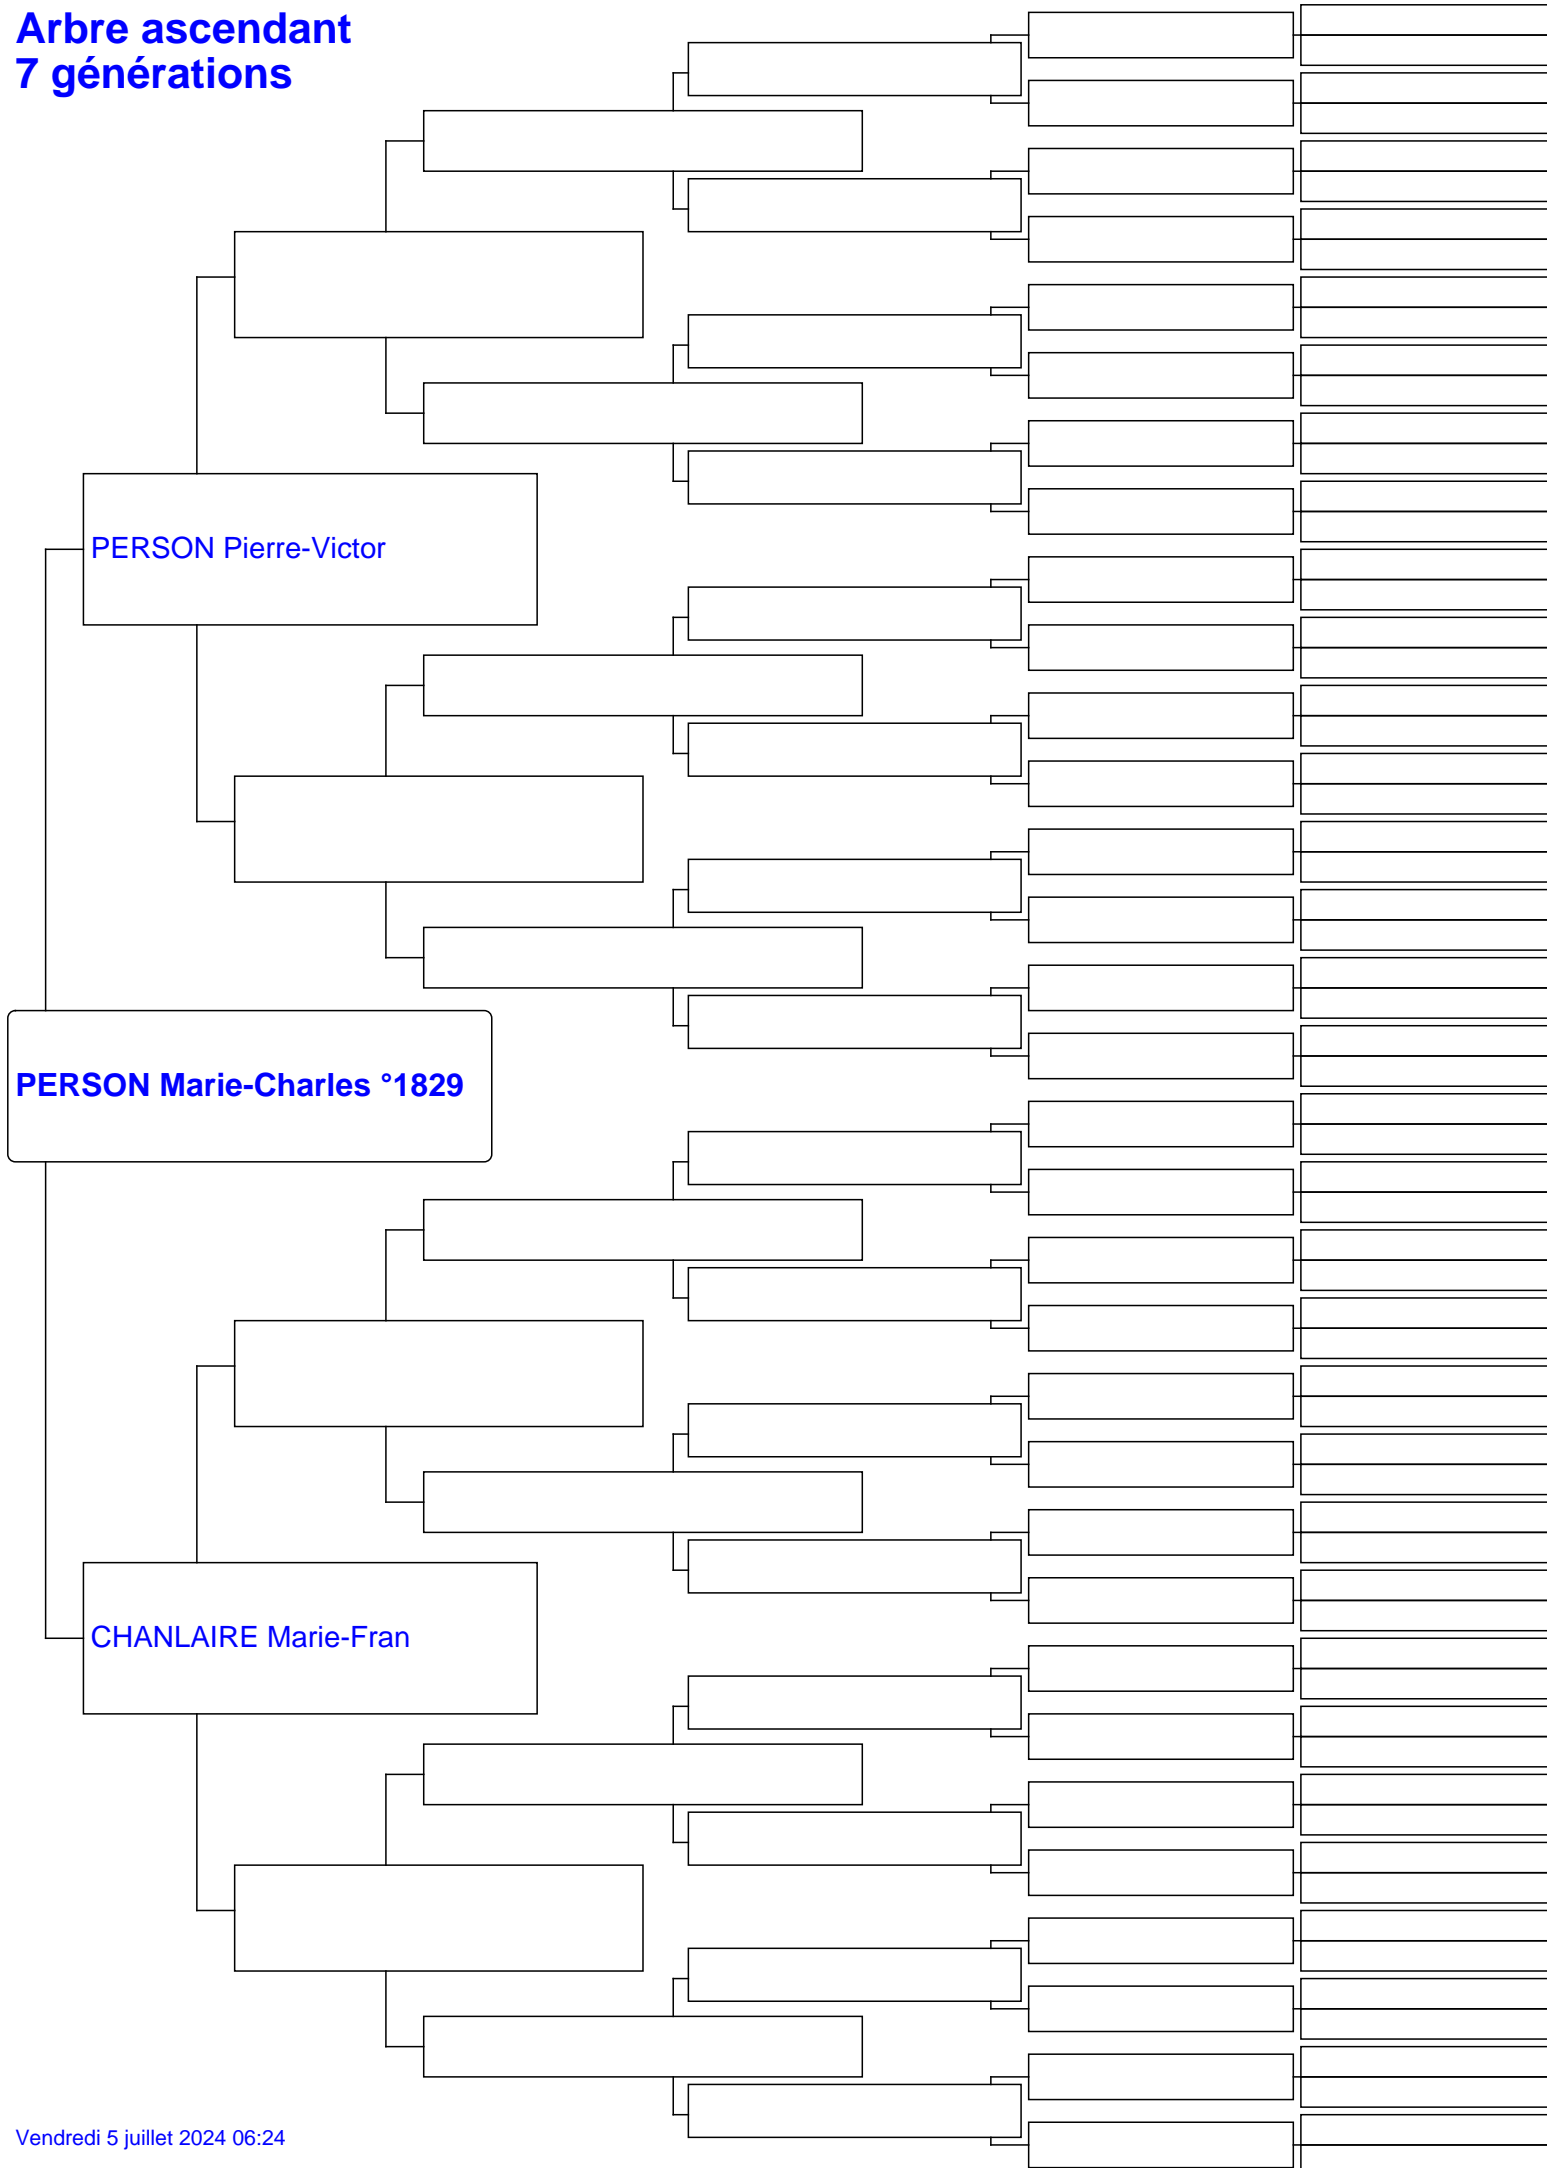 Arbre ascendant
7 générations
PERSON Pierre-Victor
PERSON Marie-Charles °1829
CHANLAIRE Marie-Fran
Vendredi 5 juillet 2024 06:24